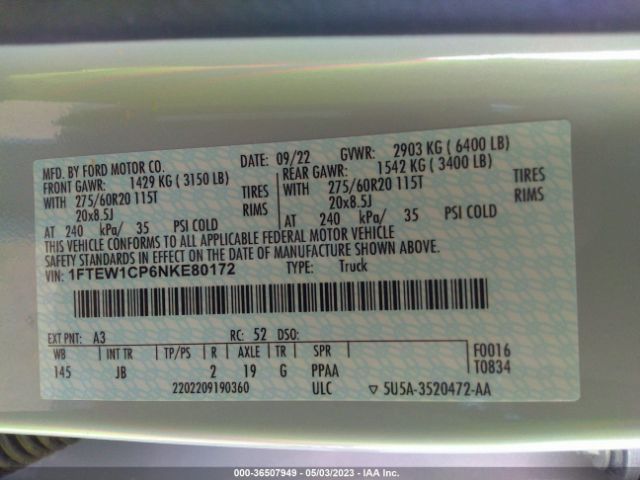 MFD. BY FORD MOTOR CO. DATE: 09/22 GVWR: 2903 KG ( 6400 LB)
FRONT GAWR: 1429 KG ( 3150 LB) REAR GAWR: 1542 KG ( 3400 LB)
WITH 275/60R20 115T TIRES WITH 275/60R20 115T TIRES
20x8.5J RIMS 20x8.5J RIMS
AT 240 kPa/ 35 PSI COLD AT 240 kPa/ 35 PSI COLD
THIS VEHICLE CONFORMS TO ALL APPLICABLE FEDERAL MOTOR VEHICLE
SAFETY STANDARDS IN EFFECT ON THE DATE OF MANUFACTURE SHOWN ABOVE.
VIN: 1FTEW1CP6NKE80172 TYPE: Truck
EXT PNT: A3 RC: 52 DSO:
WB INT TR TP/PS R AXLE TR SPR F0016
145 JB 2 19 G PPAA T0834
2202209190360 ULC ▽ 5U5A-3520472-AA
000-36507949 - 05/03/2023 - IAA Inc.